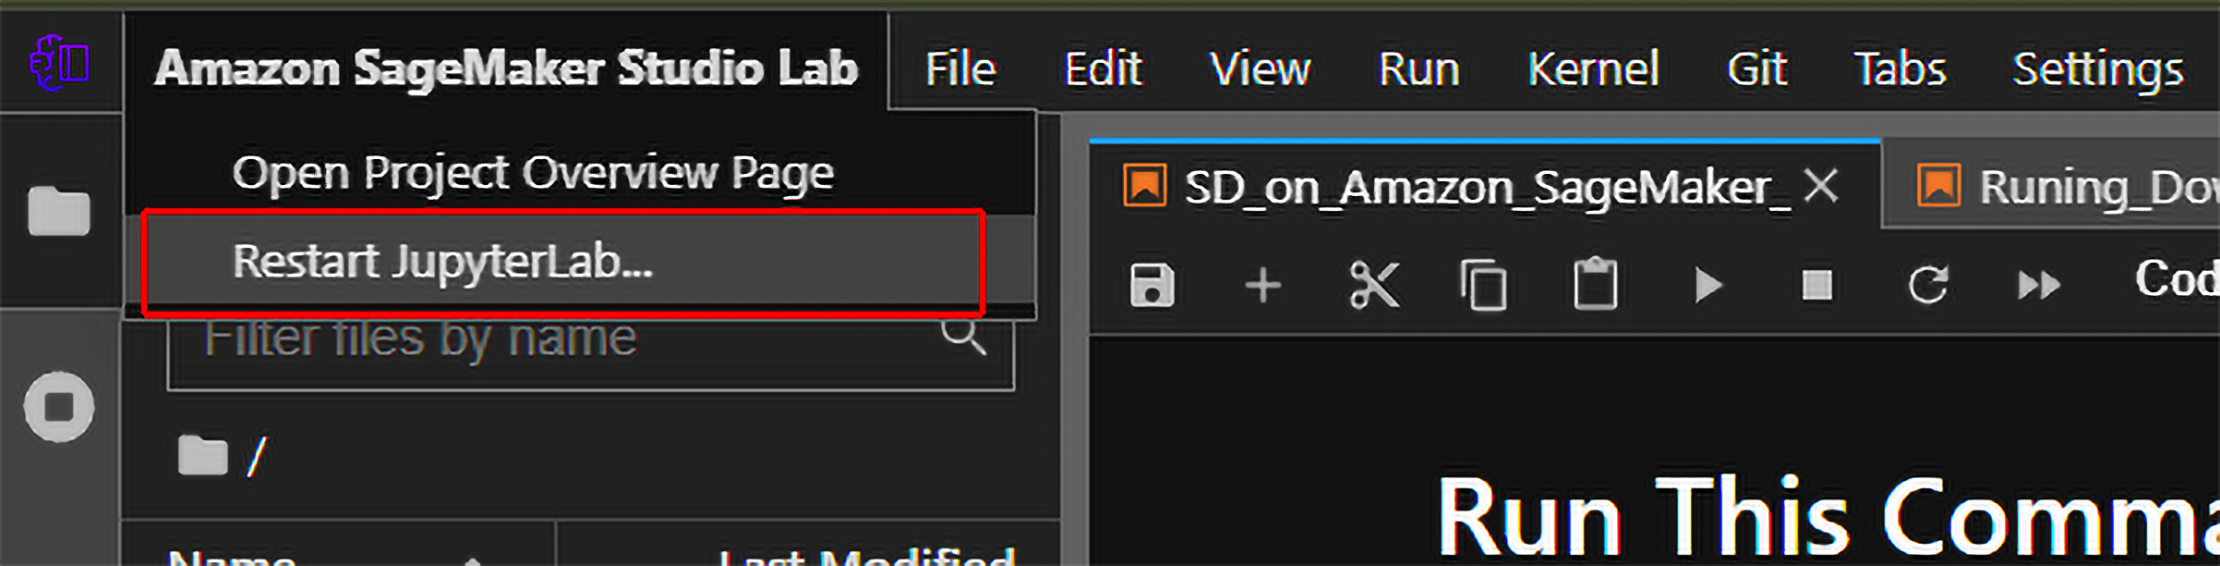 Amazon SageMaker Studio Lab File Edit View Run Kernel Git Tabs Settings
Open Project Overview Page
Restart JupyterLab...
Filter files by name
/
Name Last Modified
SD_on_Amazon_SageMaker_
Runing_Dov
Cod
Run This Comma